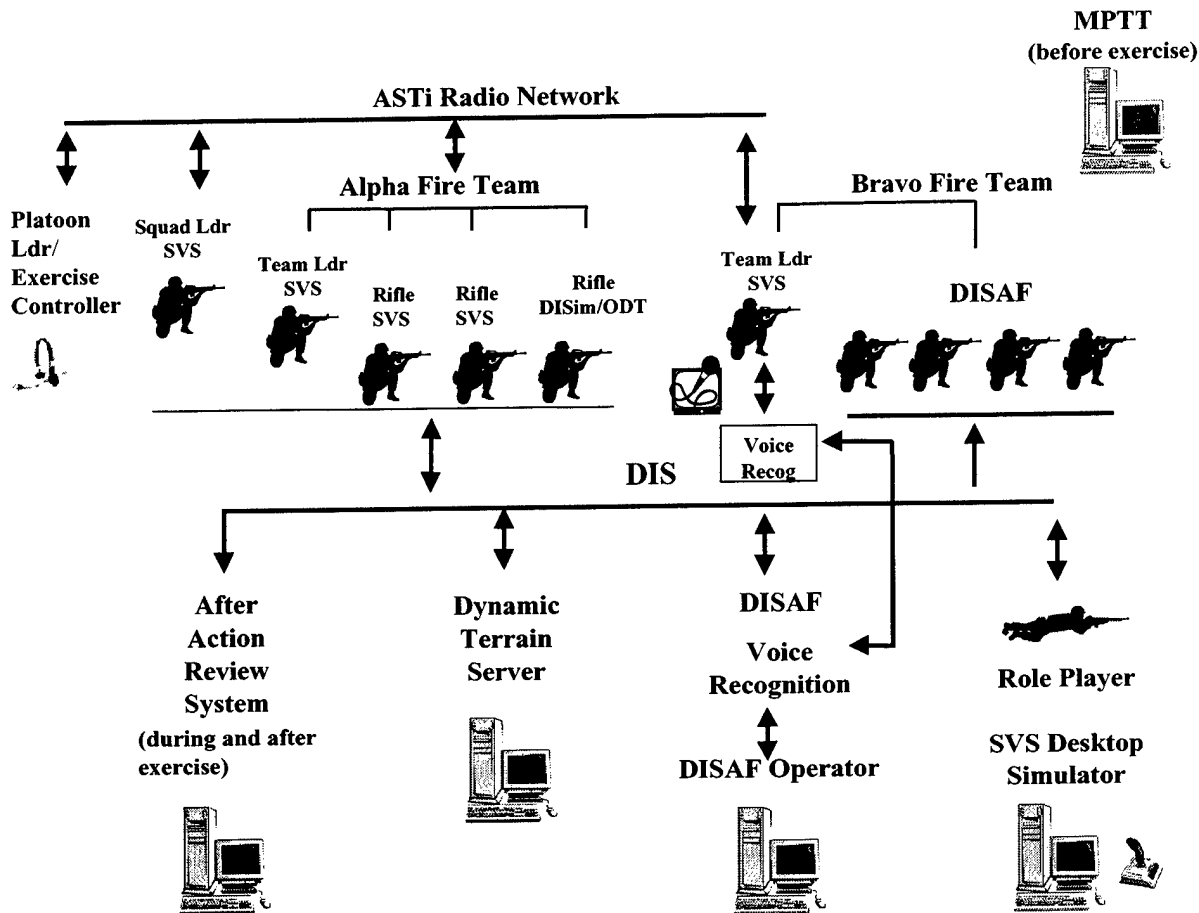 MPTT
(before exercise)
ASTi Radio Network
Alpha Fire Team
Bravo Fire Team
Platoon
Ldr/
Exercise
Controller
Squad Ldr
SVS
Team Ldr
SVS
Rifle
SVS
Rifle
SVS
Rifle
DISim/ODT
Team Ldr
SVS
DISAF
Voice
Recog
DIS
After
Action
Review
System
(during and after
exercise)
Dynamic
Terrain
Server
DISAF
Voice
Recognition
DISAF Operator
Role Player
SVS Desktop
Simulator